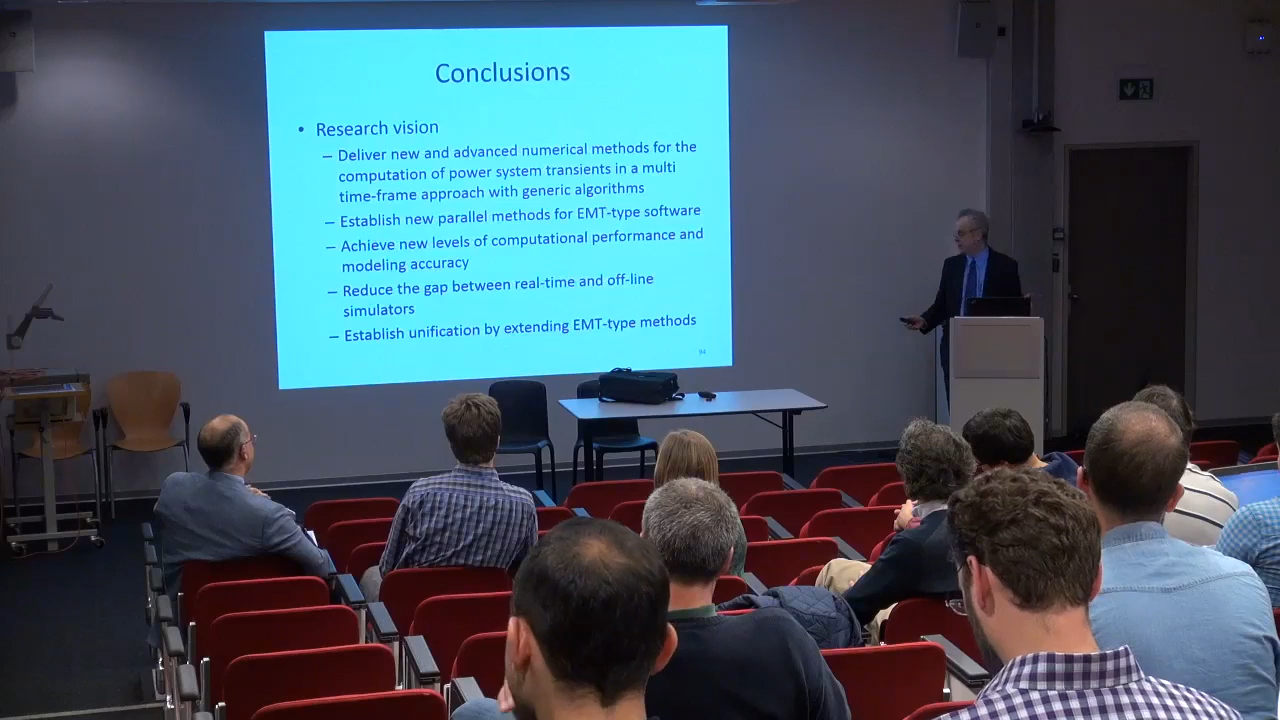 Conclusions
• Research vision
– Deliver new and advanced numerical methods for the
computation of power system transients in a multi
time-frame approach with generic algorithms
– Establish new parallel methods for EMT-type software
– Achieve new levels of computational performance and
modeling accuracy
– Reduce the gap between real-time and off-line
simulators
– Establish unification by extending EMT-type methods
94